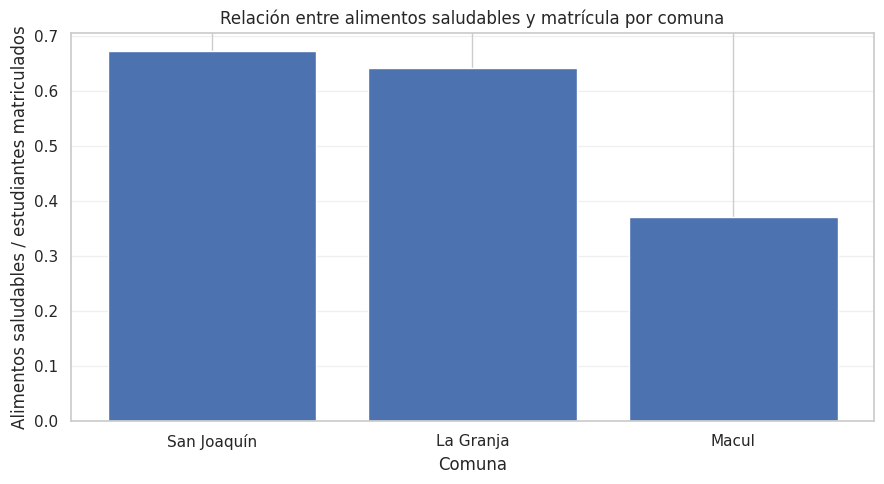 Relación entre alimentos saludables y matrícula por comuna
Alimentos saludables / estudiantes matriculados
0.7
0.6
0.5
0.4
0.3
0.2
0.1
0.0
San Joaquín
La Granja
Macul
Comuna